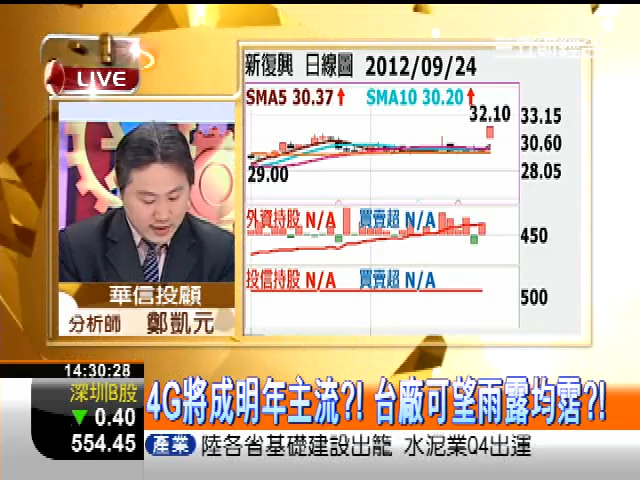 LIVE
新復興 日線圖 2012/09/24
SMA5 30.37 SMA10 30.20
32.10
33.15
30.60
28.05
29.00
外資持股 N/A 買賣超 N/A
450
投信持股 N/A 買賣超 N/A
500
華信投顧
分析師 鄭凱元
14:30:28
深圳B股
▼ 0.40
554.45
4G將成明年主流?! 台廠可望雨露均霑?!
產業 陸各省基礎建設出籠 水泥業Q4出運